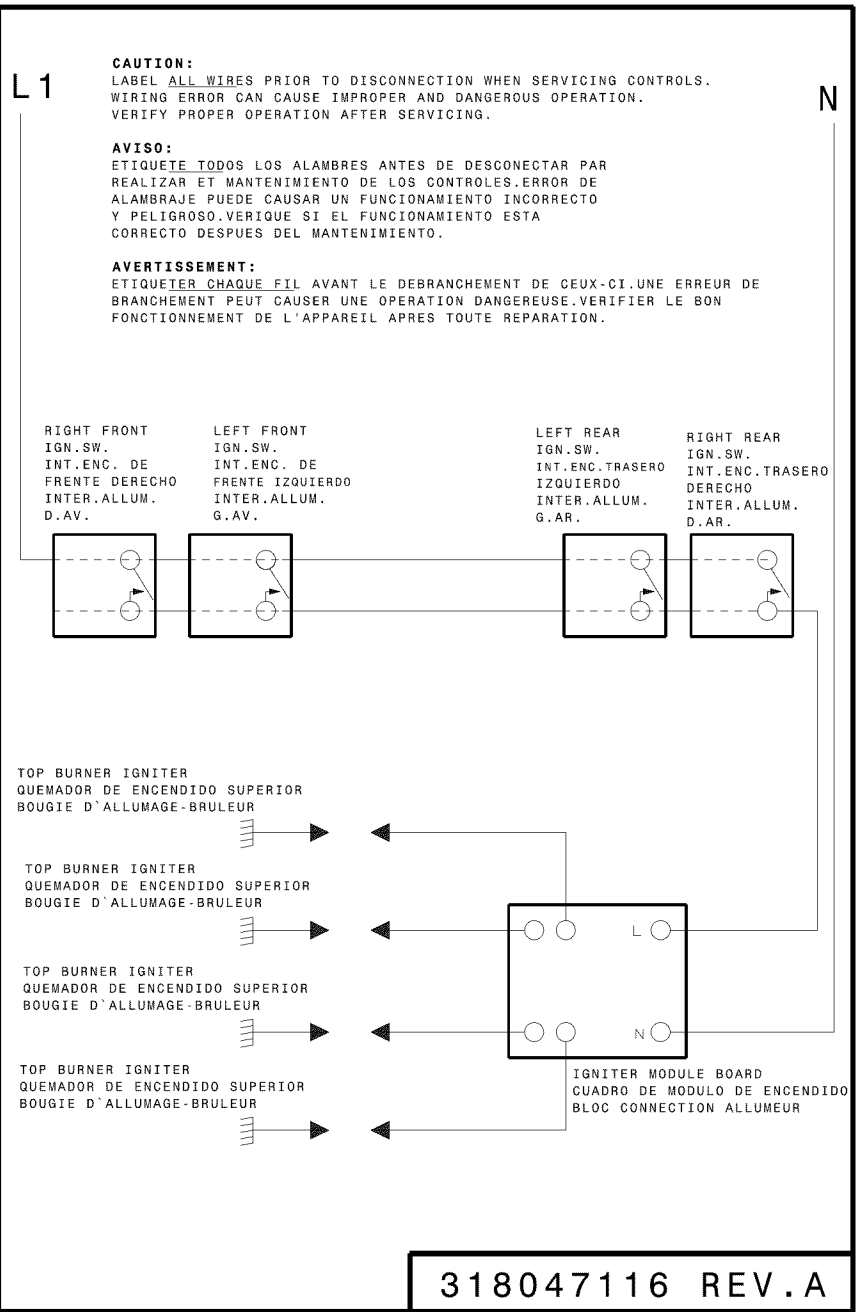 L1
N
CAUTION:
LABEL ALL WIRES PRIOR TO DISCONNECTION WHEN SERVICING CONTROLS.
WIRING ERROR CAN CAUSE IMPROPER AND DANGEROUS OPERATION.
VERIFY PROPER OPERATION AFTER SERVICING.
AVISO:
ETIQUETE TODOS LOS ALAMBRES ANTES DE DESCONECTAR PAR
REALIZAR ET MANTENIMIENTO DE LOS CONTROLES.ERROR DE
ALAMBRAJE PUEDE CAUSAR UN FUNCIONAMIENTO INCORRECTO
Y PELIGROSO.VERIQUE SI EL FUNCIONAMIENTO ESTA
CORRECTO DESPUES DEL MANTENIMIENTO.
AVERTISSEMENT:
ETIQUETER CHAQUE FIL AVANT LE DEBRANCHEMENT DE CEUX-CI.UNE ERREUR DE
BRANCHEMENT PEUT CAUSER UNE OPERATION DANGEREUSE.VERIFIER LE BON
FONCTIONNEMENT DE L'APPAREIL APRES TOUTE REPARATION.
RIGHT FRONT
IGN.SW.
INT.ENC. DE
FRENTE DERECHO
INTER.ALLUM.
D.AV.
LEFT FRONT
IGN.SW.
INT.ENC. DE
FRENTE IZQUIERDO
INTER.ALLUM.
G.AV.
LEFT REAR
IGN.SW.
INT.ENC.TRASERO
IZQUIERDO
INTER.ALLUM.
G.AR.
RIGHT REAR
IGN.SW.
INT.ENC.TRASERO
DERECHO
INTER.ALLUM.
D.AR.
TOP BURNER IGNITER
QUEMADOR DE ENCENDIDO SUPERIOR
BOUGIE D`ALLUMAGE-BRULEUR
TOP BURNER IGNITER
QUEMADOR DE ENCENDIDO SUPERIOR
BOUGIE D`ALLUMAGE-BRULEUR
L
TOP BURNER IGNITER
QUEMADOR DE ENCENDIDO SUPERIOR
BOUGIE D`ALLUMAGE-BRULEUR
N
TOP BURNER IGNITER
QUEMADOR DE ENCENDIDO SUPERIOR
BOUGIE D`ALLUMAGE-BRULEUR
IGNITER MODULE BOARD
CUADRO DE MODULO DE ENCENDIDO
BLOC CONNECTION ALLUMEUR
318047116 REV.A